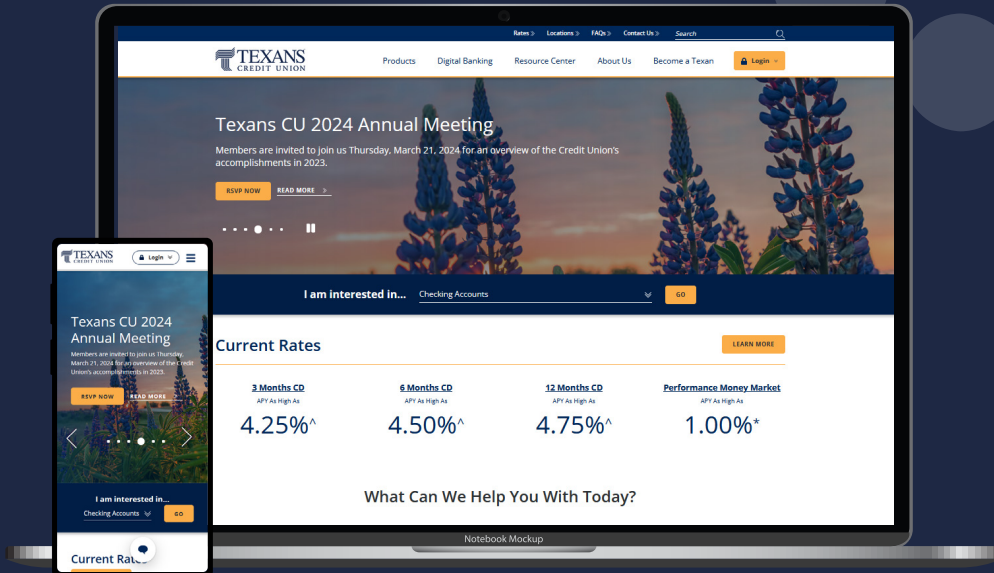 Rates Locations FAQs Contact Us Search
TEXANS
CREDIT UNION
Products Digital Banking Resource Center About Us Become a Texan Login
Texans CU 2024 Annual Meeting
Members are invited to join us Thursday, March 21, 2024 for an overview of the Credit Union's
accomplishments in 2023.
RSVP NOW READ MORE
I am interested in... Checking Accounts GO
Current Rates LEARN MORE
3 Months CD 6 Months CD 12 Months CD Performance Money Market
APY As High As APY As High As APY As High As APY As High As
4.25%^ 4.50%^ 4.75%^ 1.00%*
What Can We Help You With Today?
Notebook Mockup
TEXANS
CREDIT UNION
Login
Texans CU 2024
Annual Meeting
Members are invited to join us Thursday,
March 21, 2024 for an overview of the Credit
Union's accomplishments in 2023.
RSVP NOW READ MORE
I am interested in...
Checking Accounts GO
Current Rat